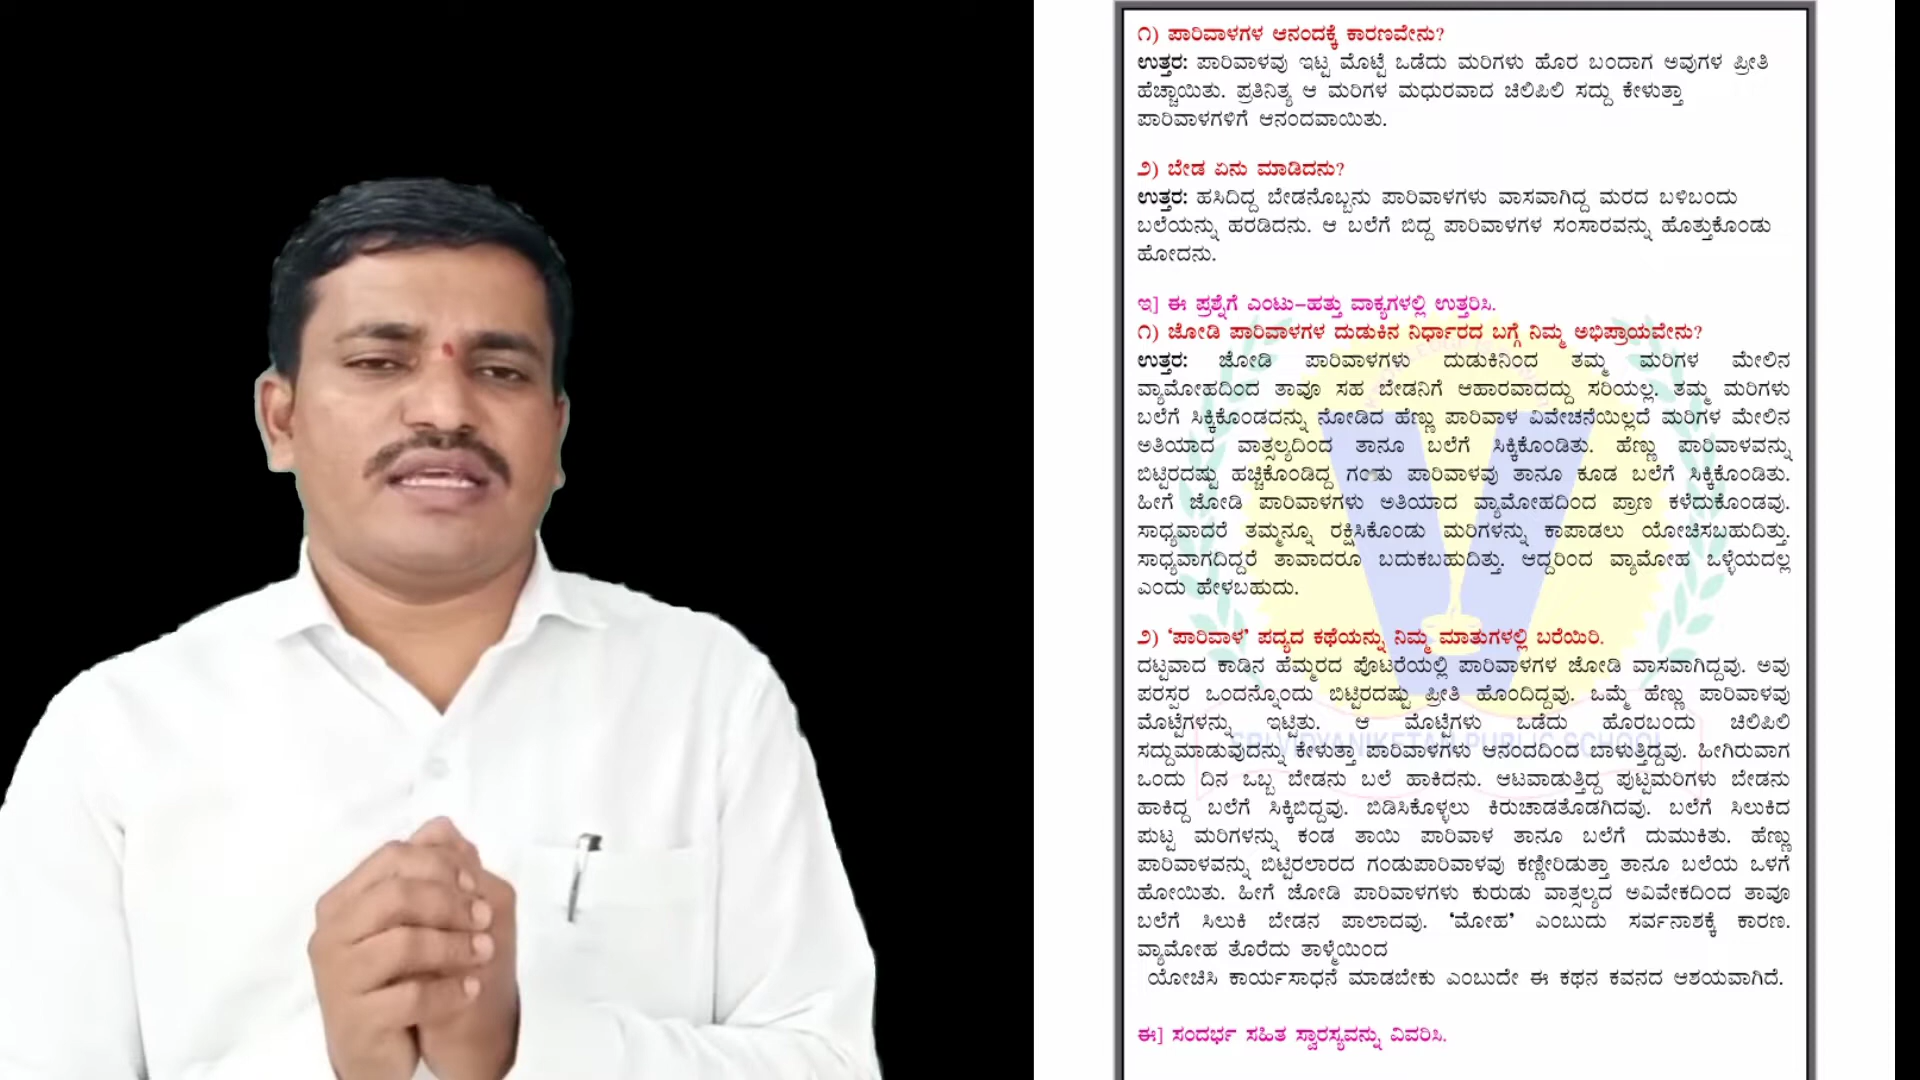 ೧) ಪಾರಿವಾಳಗಳ ಆನಂದಕ್ಕೆ ಕಾರಣವೇನು?
ಉತ್ತರ: ಪಾರಿವಾಳವು ಇಟ್ಟ ಮೊಟ್ಟೆ ಒಡೆದು ಮರಿಗಳು ಹೊರ ಬಂದಾಗ ಅವುಗಳ ಪ್ರೀತಿ
ಹೆಚ್ಚಾಯಿತು. ಪ್ರತಿನಿತ್ಯ ಆ ಮರಿಗಳ ಮಧುರವಾದ ಚಿಲಿಪಿಲಿ ಸದ್ದು ಕೇಳುತ್ತಾ
ಪಾರಿವಾಳಗಳಿಗೆ ಆನಂದವಾಯಿತು.
೨) ಬೇಡ ಏನು ಮಾಡಿದನು?
ಉತ್ತರ: ಹಸಿದಿದ್ದ ಬೇಡನೊಬ್ಬನು ಪಾರಿವಾಳಗಳು ವಾಸವಾಗಿದ್ದ ಮರದ ಬಳಿಬಂದು
ಬಲೆಯನ್ನು ಹರಡಿದನು. ಆ ಬಲೆಗೆ ಬಿದ್ದ ಪಾರಿವಾಳಗಳ ಸಂಸಾರವನ್ನು ಹೊತ್ತುಕೊಂಡು
ಹೋದನು.
ಇ] ಈ ಪ್ರಶ್ನೆಗೆ ಎಂಟು-ಹತ್ತು ವಾಕ್ಯಗಳಲ್ಲಿ ಉತ್ತರಿಸಿ.
೧) ಜೋಡಿ ಪಾರಿವಾಳಗಳ ದುಡುಕಿನ ನಿರ್ಧಾರದ ಬಗ್ಗೆ ನಿಮ್ಮ ಅಭಿಪ್ರಾಯವೇನು?
ಉತ್ತರ: ಜೋಡಿ ಪಾರಿವಾಳಗಳು ದುಡುಕಿನಿಂದ ತಮ್ಮ ಮರಿಗಳ ಮೇಲಿನ
ವ್ಯಾಮೋಹದಿಂದ ತಾವೂ ಸಹ ಬೇಡನಿಗೆ ಆಹಾರವಾದದ್ದು ಸರಿಯಲ್ಲ. ತಮ್ಮ ಮರಿಗಳು
ಬಲೆಗೆ ಸಿಕ್ಕಿಕೊಂಡದನ್ನು ನೋಡಿದ ಹೆಣ್ಣು ಪಾರಿವಾಳ ವಿವೇಚನೆಯಿಲ್ಲದೆ ಮರಿಗಳ ಮೇಲಿನ
ಅತಿಯಾದ ವಾತ್ಸಲ್ಯದಿಂದ ತಾನೂ ಬಲೆಗೆ ಸಿಕ್ಕಿಕೊಂಡಿತು. ಹೆಣ್ಣು ಪಾರಿವಾಳವನ್ನು
ಬಿಟ್ಟಿರದಷ್ಟು ಹಚ್ಚಿಕೊಂಡಿದ್ದ ಗಂಡು ಪಾರಿವಾಳವು ತಾನೂ ಕೂಡ ಬಲೆಗೆ ಸಿಕ್ಕಿಕೊಂಡಿತು.
ಹೀಗೆ ಜೋಡಿ ಪಾರಿವಾಳಗಳು ಅತಿಯಾದ ವ್ಯಾಮೋಹದಿಂದ ಪ್ರಾಣ ಕಳೆದುಕೊಂಡವು.
ಸಾಧ್ಯವಾದರೆ ತಮ್ಮನ್ನೂ ರಕ್ಷಿಸಿಕೊಂಡು ಮರಿಗಳನ್ನು ಕಾಪಾಡಲು ಯೋಚಿಸಬಹುದಿತ್ತು.
ಸಾಧ್ಯವಾಗದಿದ್ದರೆ ತಾವಾದರೂ ಬದುಕಬಹುದಿತ್ತು. ಆದ್ದರಿಂದ ವ್ಯಾಮೋಹ ಒಳ್ಳೆಯದಲ್ಲ
ಎಂದು ಹೇಳಬಹುದು.
೨) 'ಪಾರಿವಾಳ' ಪದ್ಯದ ಕಥೆಯನ್ನು ನಿಮ್ಮ ಮಾತುಗಳಲ್ಲಿ ಬರೆಯಿರಿ.
ದಟ್ಟವಾದ ಕಾಡಿನ ಹೆಮ್ಮರದ ಪೊಟರೆಯಲ್ಲಿ ಪಾರಿವಾಳಗಳ ಜೋಡಿ ವಾಸವಾಗಿದ್ದವು. ಅವು
ಪರಸ್ಪರ ಒಂದನ್ನೊಂದು ಬಿಟ್ಟಿರದಷ್ಟು ಪ್ರೀತಿ ಹೊಂದಿದ್ದವು. ಒಮ್ಮೆ ಹೆಣ್ಣು ಪಾರಿವಾಳವು
ಮೊಟ್ಟೆಗಳನ್ನು ಇಟ್ಟಿತು. ಆ ಮೊಟ್ಟೆಗಳು ಒಡೆದು ಹೊರಬಂದು ಚಿಲಿಪಿಲಿ
ಸದ್ದುಮಾಡುವುದನ್ನು ಕೇಳುತ್ತಾ ಪಾರಿವಾಳಗಳು ಆನಂದದಿಂದ ಬಾಳುತ್ತಿದ್ದವು. ಹೀಗಿರುವಾಗ
SRI VIDYANIKETAN PUBLIC SCHOOL
ಒಂದು ದಿನ ಒಬ್ಬ ಬೇಡನು ಬಲೆ ಹಾಕಿದನು. ಆಟವಾಡುತ್ತಿದ್ದ ಪುಟ್ಟಮರಿಗಳು ಬೇಡನು
ಹಾಕಿದ್ದ ಬಲೆಗೆ ಸಿಕ್ಕಿಬಿದ್ದವು. ಬಿಡಿಸಿಕೊಳ್ಳಲು ಕಿರುಚಾಡತೊಡಗಿದವು. ಬಲೆಗೆ ಸಿಲುಕಿದ
ಪುಟ್ಟ ಮರಿಗಳನ್ನು ಕಂಡ ತಾಯಿ ಪಾರಿವಾಳ ತಾನೂ ಬಲೆಗೆ ದುಮುಕಿತು. ಹೆಣ್ಣು
ಪಾರಿವಾಳವನ್ನು ಬಿಟ್ಟಿರಲಾರದ ಗಂಡುಪಾರಿವಾಳವು ಕಣ್ಣೀರಿಡುತ್ತಾ ತಾನೂ ಬಲೆಯ ಒಳಗೆ
ಹೋಯಿತು. ಹೀಗೆ ಜೋಡಿ ಪಾರಿವಾಳಗಳು ಕುರುಡು ವಾತ್ಸಲ್ಯದ ಅವಿವೇಕದಿಂದ ತಾವೂ
ಬಲೆಗೆ ಸಿಲುಕಿ ಬೇಡನ ಪಾಲಾದವು. 'ಮೋಹ' ಎಂಬುದು ಸರ್ವನಾಶಕ್ಕೆ ಕಾರಣ.
ವ್ಯಾಮೋಹ ತೊರೆದು ತಾಳ್ಮೆಯಿಂದ
ಯೋಚಿಸಿ ಕಾರ್ಯಸಾಧನೆ ಮಾಡಬೇಕು ಎಂಬುದೇ ಈ ಕಥನ ಕವನದ ಆಶಯವಾಗಿದೆ.
ಈ] ಸಂದರ್ಭ ಸಹಿತ ಸ್ವಾರಸ್ಯವನ್ನು ವಿವರಿಸಿ.